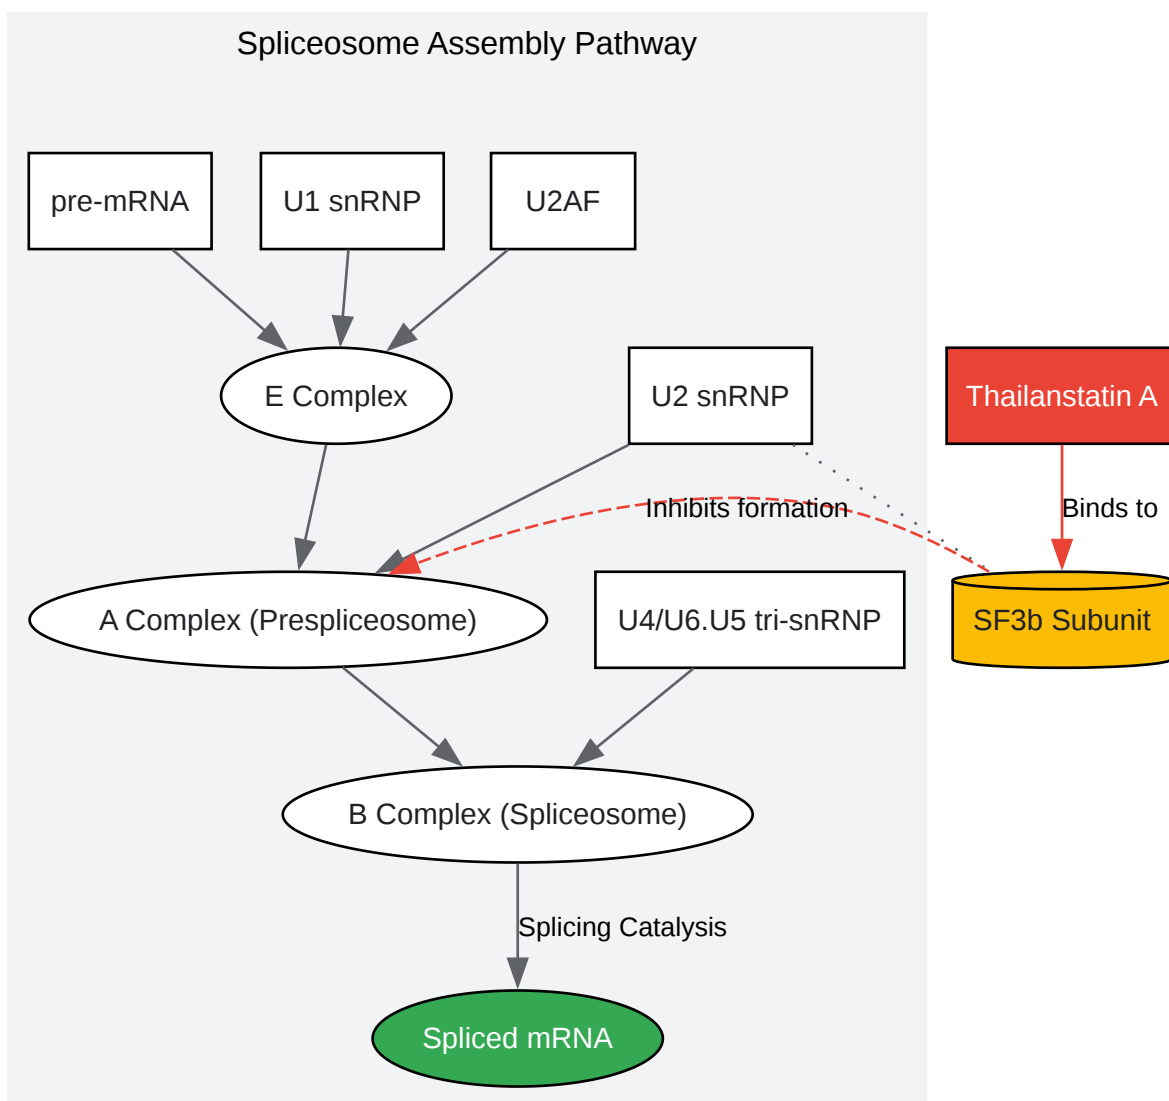 Spliceosome Assembly Pathway
pre-mRNA
U1 snRNP
U2AF
E Complex
U2 snRNP
Thailanstatin A
Inhibits formation
Binds to
A Complex (Prespliceosome)
U4/U6.U5 tri-snRNP
SF3b Subunit
B Complex (Spliceosome)
Splicing Catalysis
Spliced mRNA